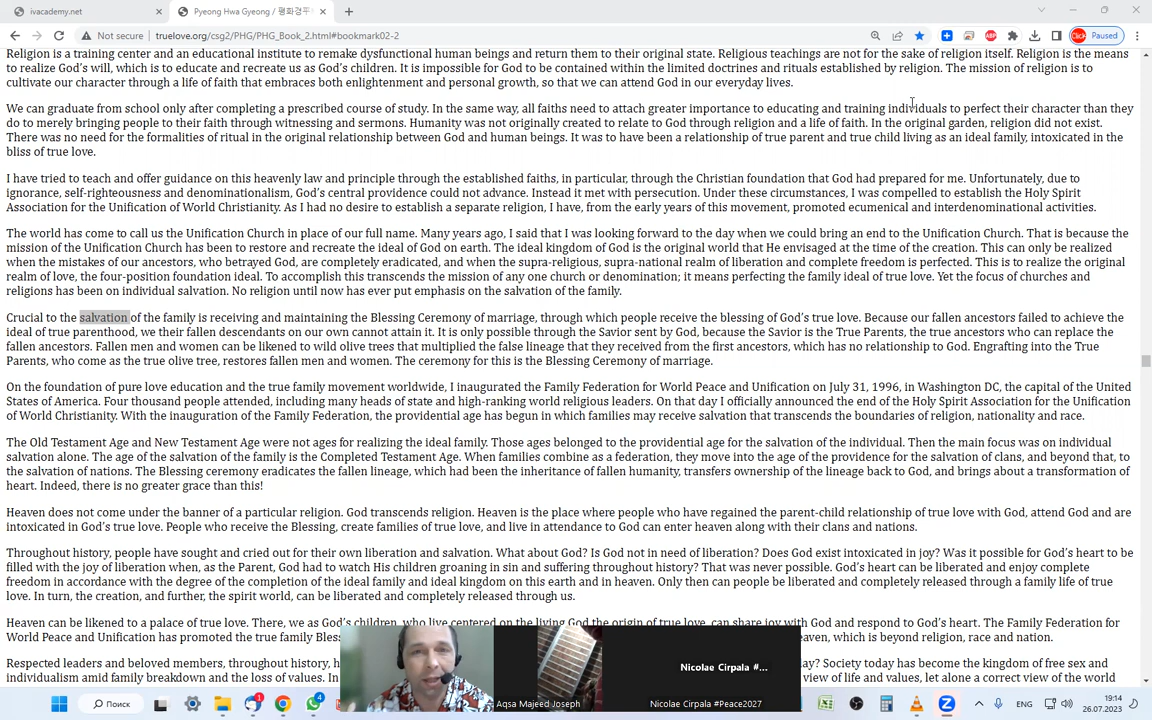 ivacademy.net
Pyeong Hwa Gyeong / 평화경平
Not secure truelove.org/csg2/PHG/PHG_Book_2.html#bookmark02-2
ABP
Click
Paused
Religion is a training center and an educational institute to remake dysfunctional human beings and return them to their original state. Religious teachings are not for the sake of religion itself. Religion is the means
to realize God's will, which is to educate and recreate us as God's children. It is impossible for God to be contained within the limited doctrines and rituals established by religion. The mission of religion is to
cultivate our character through a life of faith that embraces both enlightenment and personal growth, so that we can attend God in our everyday lives.
We can graduate from school only after completing a prescribed course of study. In the same way, all faiths need to attach greater importance to educating and training individuals to perfect their character than they
do to merely bringing people to their faith through witnessing and sermons. Humanity was not originally created to relate to God through religion and a life of faith. In the original garden, religion did not exist.
There was no need for the formalities of ritual in the original relationship between God and human beings. It was to have been a relationship of true parent and true child living as an ideal family, intoxicated in the
bliss of true love.
I have tried to teach and offer guidance on this heavenly law and principle through the established faiths, in particular, through the Christian foundation that God had prepared for me. Unfortunately, due to
ignorance, self-righteousness and denominationalism, God's central providence could not advance. Instead it met with persecution. Under these circumstances, I was compelled to establish the Holy Spirit
Association for the Unification of World Christianity. As I had no desire to establish a separate religion, I have, from the early years of this movement, promoted ecumenical and interdenominational activities.
The world has come to call us the Unification Church in place of our full name. Many years ago, I said that I was looking forward to the day when we could bring an end to the Unification Church. That is because the
mission of the Unification Church has been to restore and recreate the ideal of God on earth. The ideal kingdom of God is the original world that He envisaged at the time of the creation. This can only be realized
when the mistakes of our ancestors, who betrayed God, are completely eradicated, and when the supra-religious, supra-national realm of liberation and complete freedom is perfected. This is to realize the original
realm of love, the four-position foundation ideal. To accomplish this transcends the mission of any one church or denomination; it means perfecting the family ideal of true love. Yet the focus of churches and
religions has been on individual salvation. No religion until now has ever put emphasis on the salvation of the family.
Crucial to the salvation of the family is receiving and maintaining the Blessing Ceremony of marriage, through which people receive the blessing of God's true love. Because our fallen ancestors failed to achieve the
ideal of true parenthood, we their fallen descendants on our own cannot attain it. It is only possible through the Savior sent by God, because the Savior is the True Parents, the true ancestors who can replace the
fallen ancestors. Fallen men and women can be likened to wild olive trees that multiplied the false lineage that they received from the first ancestors, which has no relationship to God. Engrafting into the True
Parents, who come as the true olive tree, restores fallen men and women. The ceremony for this is the Blessing Ceremony of marriage.
On the foundation of pure love education and the true family movement worldwide, I inaugurated the Family Federation for World Peace and Unification on July 31, 1996, in Washington DC, the capital of the United
States of America. Four thousand people attended, including many heads of state and high-ranking world religious leaders. On that day I officially announced the end of the Holy Spirit Association for the Unification
of World Christianity. With the inauguration of the Family Federation, the providential age has begun in which families may receive salvation that transcends the boundaries of religion, nationality and race.
The Old Testament Age and New Testament Age were not ages for realizing the ideal family. Those ages belonged to the providential age for the salvation of the individual. Then the main focus was on individual
salvation alone. The age of the salvation of the family is the Completed Testament Age. When families combine as a federation, they move into the age of the providence for the salvation of clans, and beyond that, to
the salvation of nations. The Blessing ceremony eradicates the fallen lineage, which had been the inheritance of fallen humanity, transfers ownership of the lineage back to God, and brings about a transformation of
heart. Indeed, there is no greater grace than this!
Heaven does not come under the banner of a particular religion. God transcends religion. Heaven is the place where people who have regained the parent-child relationship of true love with God, attend God and are
intoxicated in God's true love. People who receive the Blessing, create families of true love, and live in attendance to God can enter heaven along with their clans and nations.
Throughout history, people have sought and cried out for their own liberation and salvation. What about God? Is God not in need of liberation? Does God exist intoxicated in joy? Was it possible for God's heart to be
filled with the joy of liberation when, as the Parent, God had to watch His children groaning in sin and suffering throughout history? That was never possible. God's heart can be liberated and enjoy complete
freedom in accordance with the degree of the completion of the ideal family and ideal kingdom on this earth and in heaven. Only then can people be liberated and completely released through a family life of true
love. In turn, the creation, and further, the spirit world, can be liberated and completely released through us.
Heaven can be likened to a palace of true love. There, we as God's children, who live centered on the living God the origin of true love, can share joy with God and respond to God's heart. The Family Federation for
World Peace and Unification has promoted the true family Bles eaven, which is beyond religion, race and nation.
Respected leaders and beloved members, throughout history, h day? Society today has become the kingdom of free sex and
individualism amid family breakdown and the loss of values. In view of life and values, let alone a correct view of the world
Nicolae Cirpala #...
Aqsa Majeed Joseph
Nicolae Cirpala #Peace2027
Поиск
1
4
ENG
19:14
26.07.2023